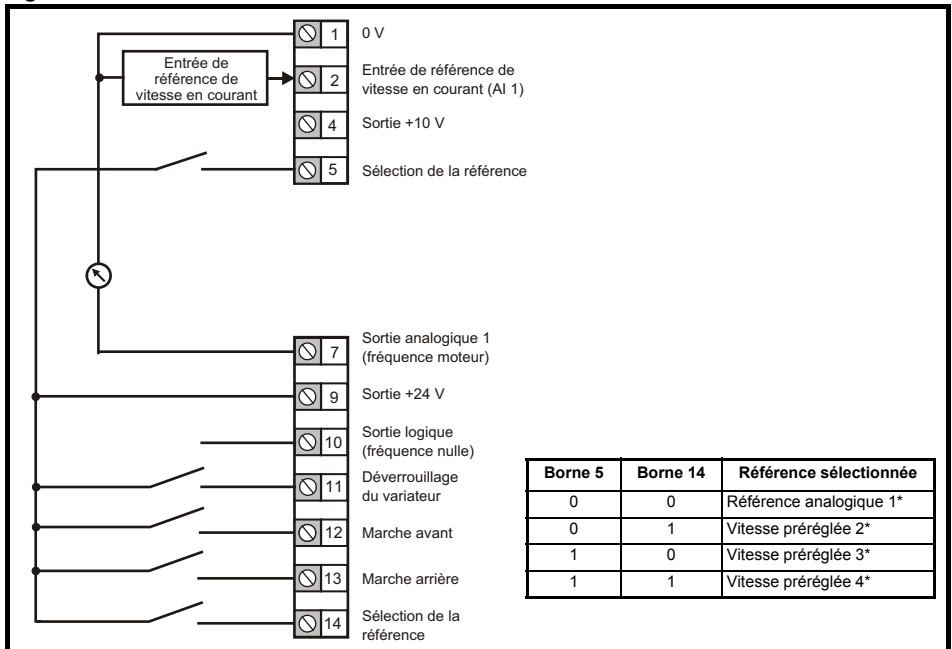 1
0 V
Entrée de
référence de
vitesse en courant
2
Entrée de référence de
vitesse en courant (AI 1)
4
Sortie +10 V
5
Sélection de la référence
7
Sortie analogique 1
(fréquence moteur)
9
Sortie +24 V
10
Sortie logique
(fréquence nulle)
11
Déverrouillage
du variateur
12
Marche avant
13
Marche arrière
14
Sélection de la
référence
Borne 5 Borne 14 Référence sélectionnée
0 0 Référence analogique 1*
0 1 Vitesse préréglée 2*
1 0 Vitesse préréglée 3*
1 1 Vitesse préréglée 4*